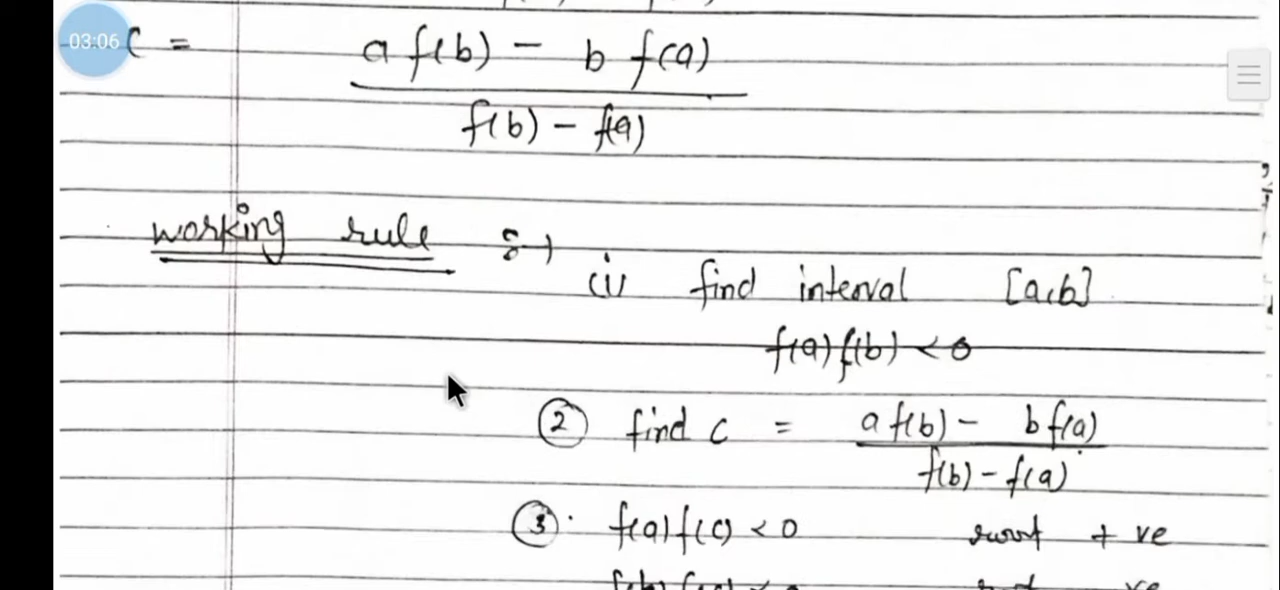 03:06
c = a f(b) - b f(a)
f(b) - f(a)
working rule :→
(i) find interval [a,b]
f(a) f(b) < 0
② find c = a f(b) - b f(a)
f(b) - f(a)
③. f(a) f(c) < 0 root + ve